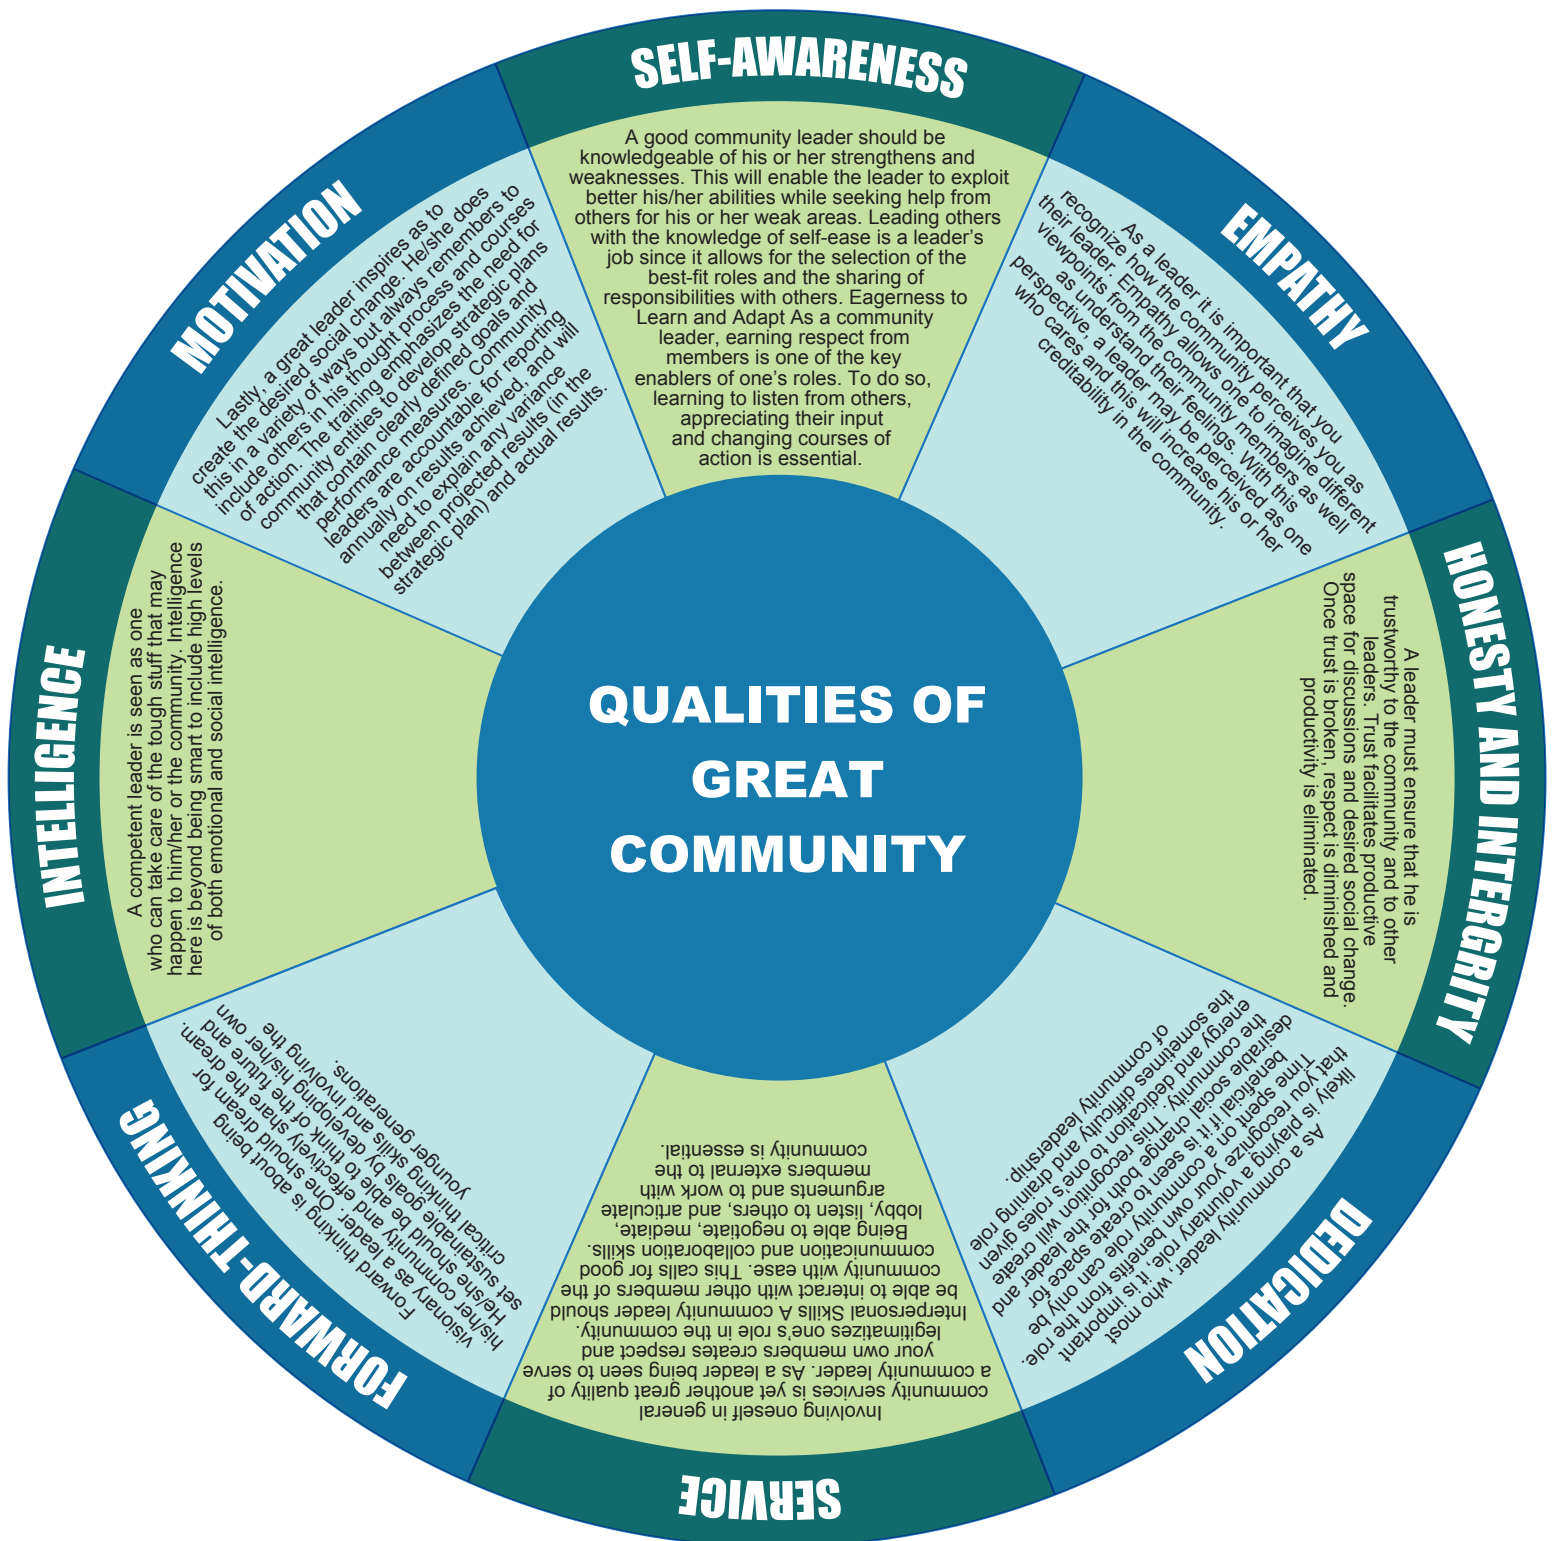 QUALITIES OF
GREAT
COMMUNITY
SELF-AWARENESS
A good community leader should be
knowledgeable of his or her strengthens and
weaknesses. This will enable the leader to exploit
better his/her abilities while seeking help from
others for his or her weak areas. Leading others
with the knowledge of self-ease is a leader's
job since it allows for the selection of the
best-fit roles and the sharing of
responsibilities with others. Eagerness to
Learn and Adapt As a community
leader, earning respect from
members is one of the key
enablers of one's roles. To do so,
learning to listen from others,
appreciating their input
and changing courses of
action is essential.
EMPATHY
As a leader it is important that you
recognize how the community perceives you as
their leader. Empathy allows one to imagine different
viewpoints from the community members as well
as understand their feelings. With this
perspective, a leader may be perceived as one
who cares and this will increase his or her
creditability in the community.
HONESTY AND INTERGRITY
A leader must ensure that he is
trustworthy to the community and to other
leaders. Trust facilitates productive
space for discussions and desired social change.
Once trust is broken, respect is diminished and
productivity is eliminated.
DEDICATION
As a community leader, who most
likely is playing a voluntary role, it is important
that you recognize your own benefits from the role.
Time spent on a community role can only be
beneficial if it is seen to create space for
desirable social change both for the leader and
the community. This recognition will create
energy and dedication to one's roles given
the sometimes difficulty and draining role
of community leadership.
SERVICE
Involving oneself in general
community services is yet another great quality of
a community leader. As a leader being seen to serve
your own members creates respect and
legitimatizes one's role in the community.
Interpersonal Skills A community leader should
be able to interact with other members of the
community with ease. This calls for good
communication and collaboration skills.
Being able to negotiate, mediate,
lobby, listen to others, and articulate
arguments and to work with
members external to the
community is essential.
FORWARD-THINKING
Forward thinking is about being
visionary as a leader. One should dream for
his/her community and effectively share the dream.
He/she should be able to think of the future and
set sustainable goals by developing his/her own
critical thinking skills and involving the
younger generations.
INTELLIGENCE
A competent leader is seen as one
who can take care of the tough stuff that may
happen to him/her or the community. Intelligence
here is beyond being smart to include high levels
of both emotional and social intelligence.
MOTIVATION
Lastly, a great leader inspires as to
create the desired social change. He/she does
this in a variety of ways but always remembers to
include others in his thought process and courses
of action. The training emphasizes the need for
community entities to develop strategic plans
that contain clearly defined goals and
performance measures. Community
leaders are accountable for reporting
annually on results achieved, and will
need to explain any variance
between projected results (in the
strategic plan) and actual results.